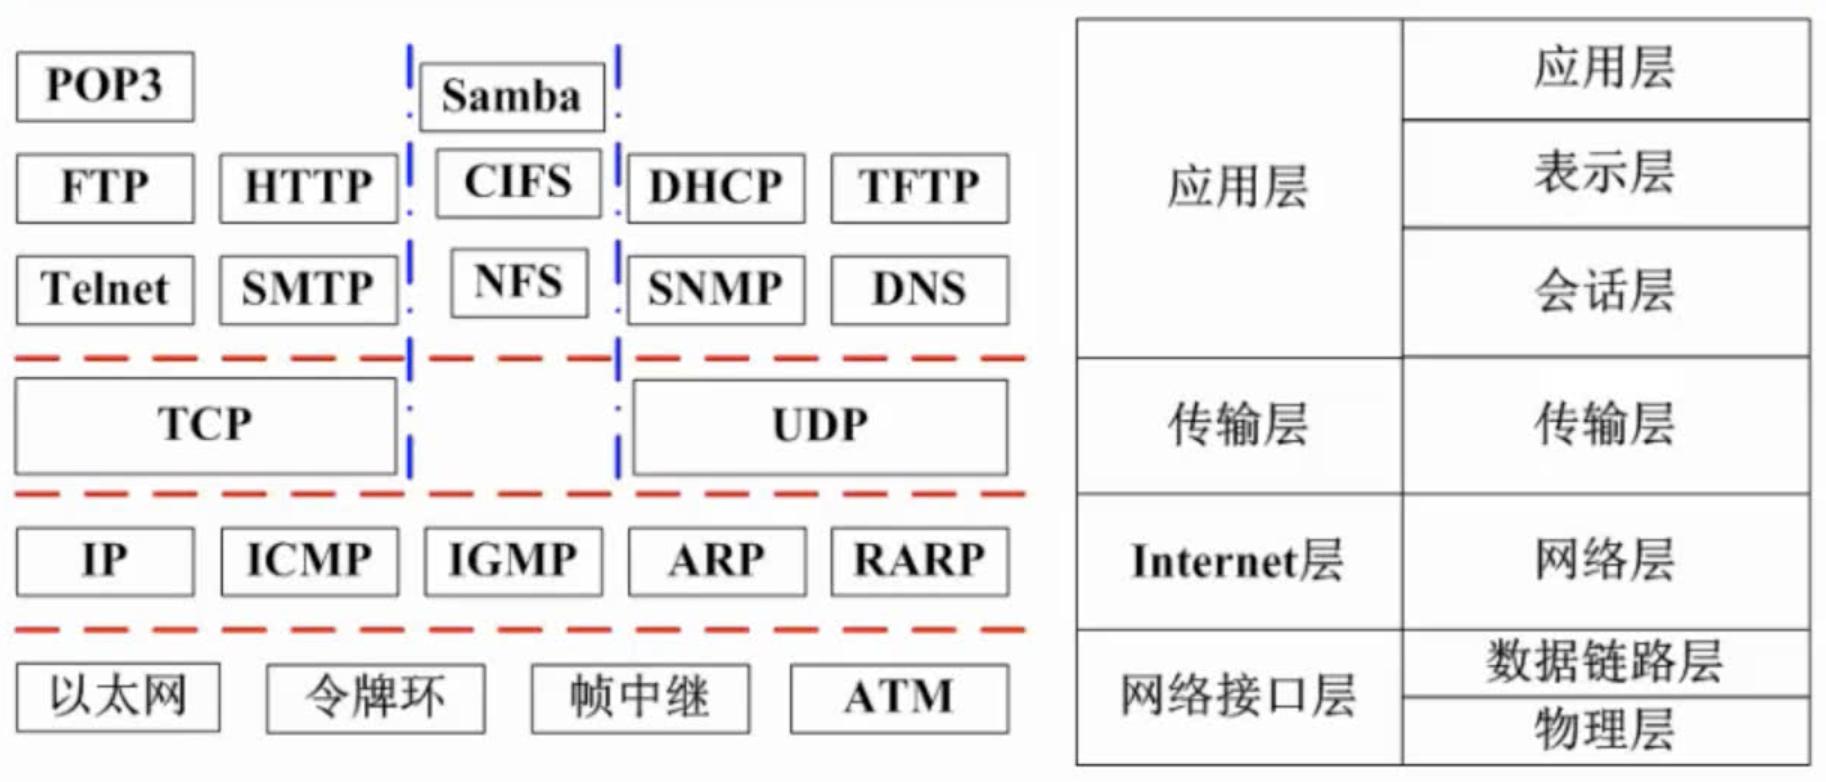 POP3
Samba
FTP
HTTP
CIFS
DHCP
TFTP
Telnet
SMTP
NFS
SNMP
DNS
TCP
UDP
IP
ICMP
IGMP
ARP
RARP
以太网
令牌环
帧中继
ATM
应用层
应用层
表示层
会话层
传输层
传输层
Internet层
网络层
网络接口层
数据链路层
物理层